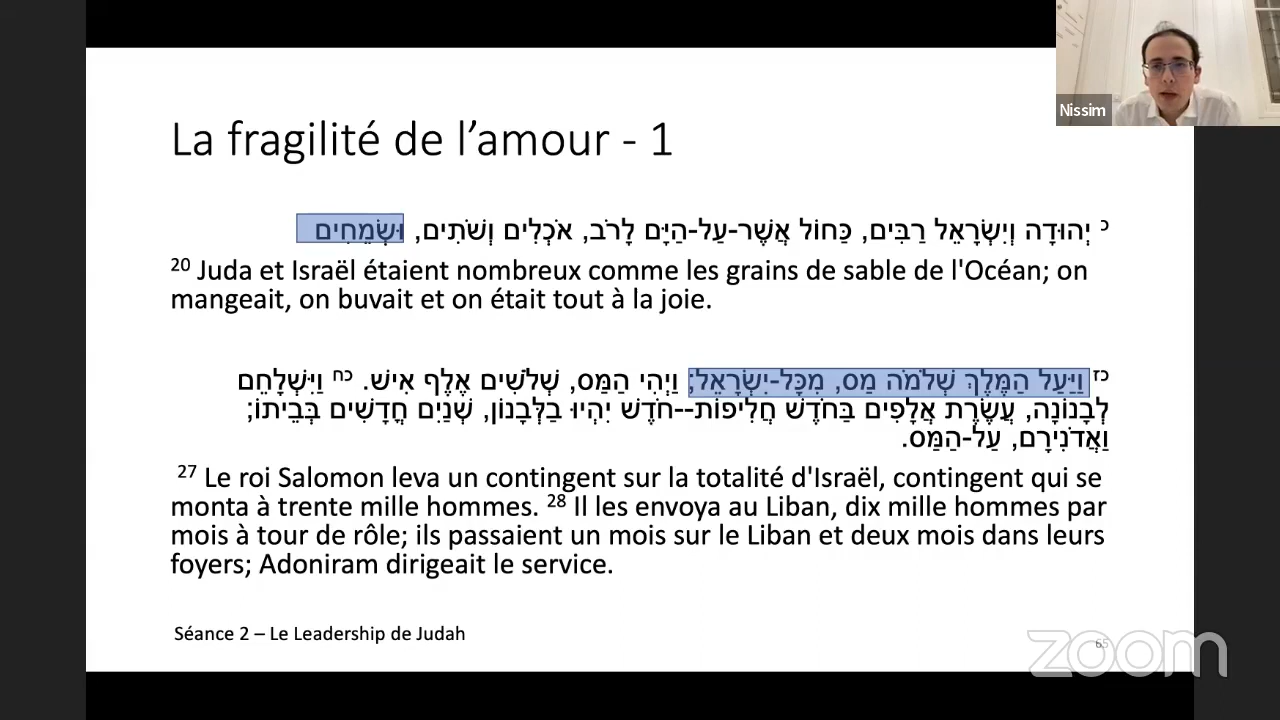 Nissim
La fragilité de l’amour - 1
כ יְהוּדָה וְיִשְׂרָאֵל רַבִּים, כַּחוֹל אֲשֶׁר-עַל-הַיָּם לָרֹב, אֹכְלִים וְשֹׁתִים, וּשְׂמֵחִים
20 Juda et Israël étaient nombreux comme les grains de sable de l'Océan; on
mangeait, on buvait et on était tout à la joie.
כז וַיַּעַל הַמֶּלֶךְ שְׁלֹמֹה מַס, מִכָּל-יִשְׂרָאֵל; וַיְהִי הַמַּס, שְׁלֹשִׁים אֶלֶף אִישׁ. כח וַיִּשְׁלָחֵם
לְבָנוֹנָה, עֲשֶׂרֶת אֲלָפִים בַּחֹדֶשׁ חֲלִיפוֹת--חֹדֶשׁ יִהְיוּ בַלְּבָנוֹן, שְׁנַיִם חֳדָשִׁים בְּבֵיתוֹ;
וַאֲדֹנִירָם, עַל-הַמַּס.
27 Le roi Salomon leva un contingent sur la totalité d'Israël, contingent qui se
monta à trente mille hommes. 28 Il les envoya au Liban, dix mille hommes par
mois à tour de rôle; ils passaient un mois sur le Liban et deux mois dans leurs
foyers; Adoniram dirigeait le service.
Séance 2 – Le Leadership de Judah
65
zoom